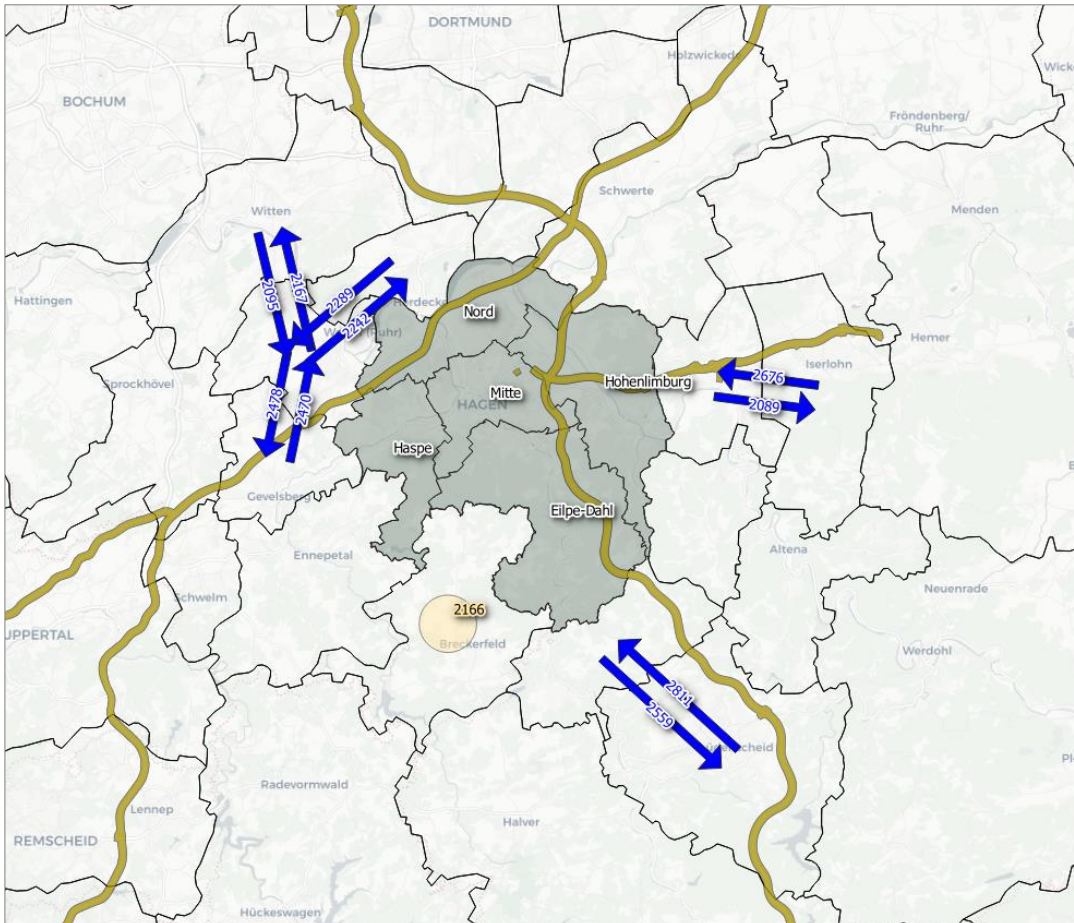 DORTMUND
Holzwickede
BOCHUM
Fröndenberg/
Ruhr
Schwerte
Witten
Menden
2095
2167
2289
2242
Hattingen
Herdecke
Nord
Hemer
Iserlohn
2676
2089
Hohenlimburg
Sprockhövel
Mitte
HAGEN
2478
2470
Haspe
Gevelsberg
Eilpe-Dahl
Ennepetal
Altena
Neuenrade
Schwelm
UPPERTAL
2166
Breckerfeld
Werdohl
2811
2559
Radevormwald
Lennep
Halver
REMSCHEID
Hückeswagen